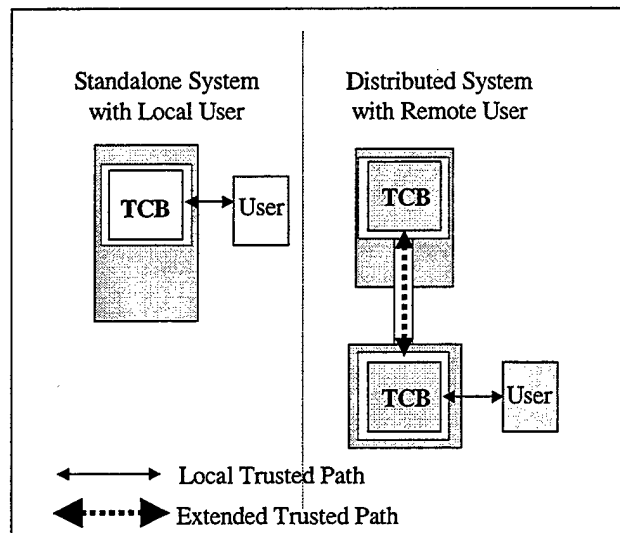 Standalone System
with Local User
TCB
User
Distributed System
with Remote User
TCB
TCB
User
Local Trusted Path
Extended Trusted Path